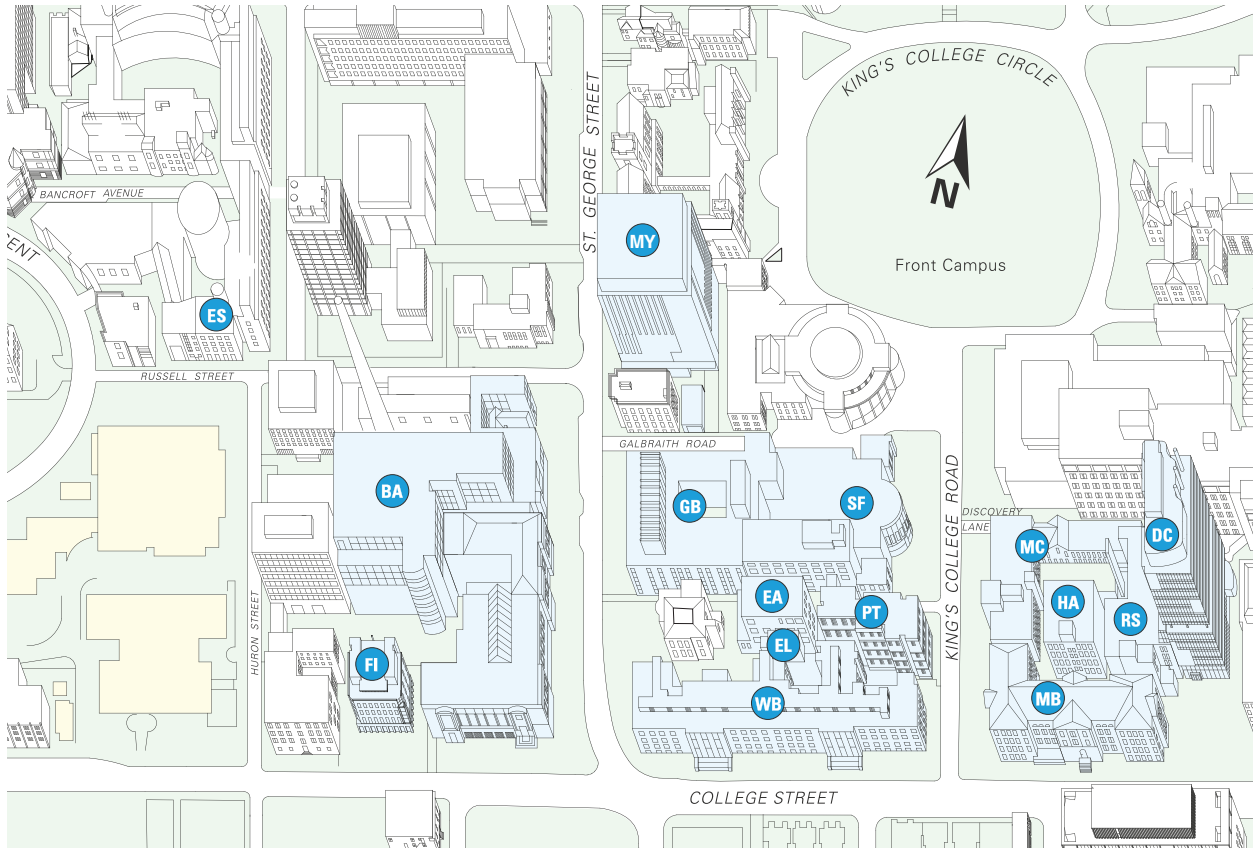 KING'S COLLEGE CIRCLE
ST. GEORGE STREET
N
BANCROFT AVENUE
MY
CENT
Front Campus
ES
RUSSELL STREET
GALBRAITH ROAD
BA
GB
SF
KING'S COLLEGE ROAD
DISCOVERY
LANE
DC
MC
EA
HA
PT
RS
HURON STREET
EL
FI
MB
WB
COLLEGE STREET